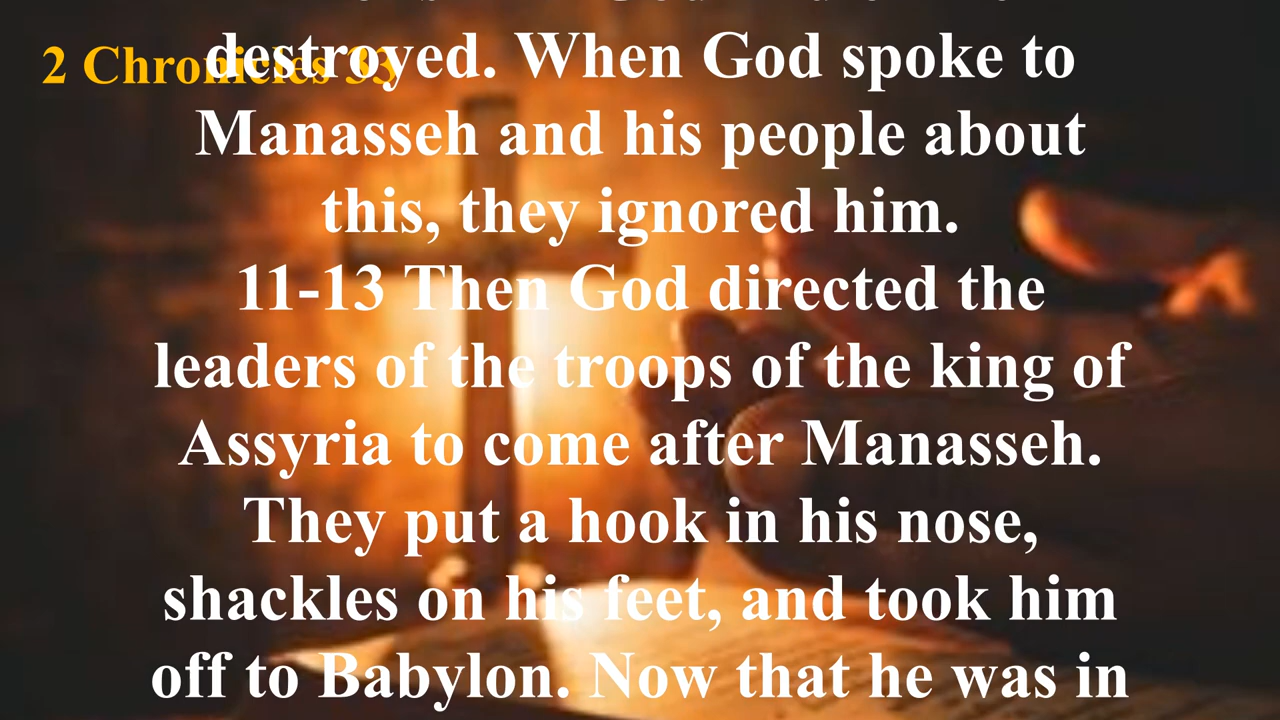 2 Chronicles 33
destroyed. When God spoke to
Manasseh and his people about
this, they ignored him.
11-13 Then God directed the
leaders of the troops of the king of
Assyria to come after Manasseh.
They put a hook in his nose,
shackles on his feet, and took him
off to Babylon. Now that he was in